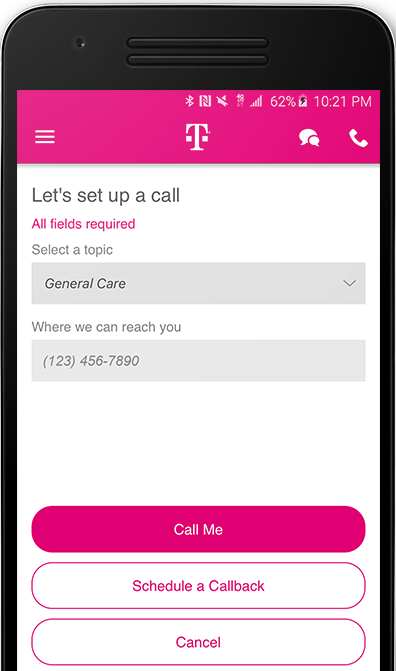 62% 10:21 PM
T
Let's set up a call
All fields required
Select a topic
General Care
Where we can reach you
(123) 456-7890
Call Me
Schedule a Callback
Cancel